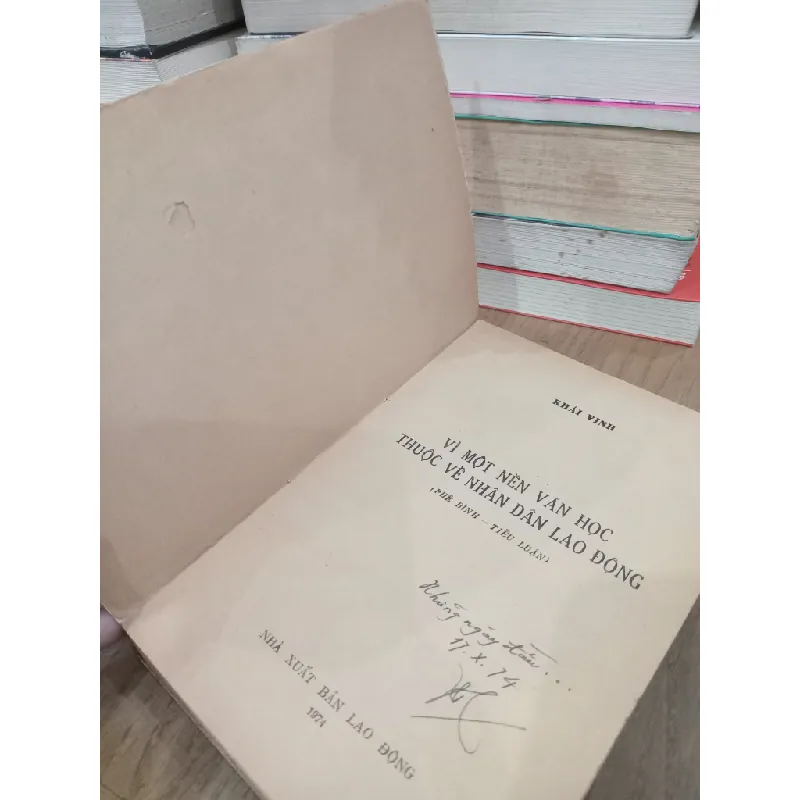 KHÁI VINH
VÌ MỘT NỀN VĂN HỌC
THUỘC VỀ NHÂN DÂN LAO ĐỘNG
(PHÊ BÌNH — TIỂU LUẬN)
Những ngày đầu...
17.X.74
NHÀ XUẤT BẢN LAO ĐỘNG
1974